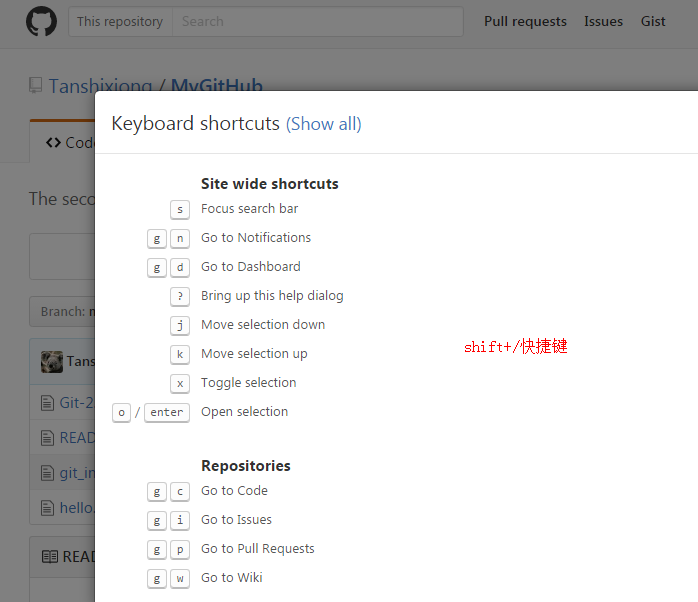 This repository Search Pull requests Issues Gist
Tanshixiong / MyGitHub
<> Code
Keyboard shortcuts (Show all)
The seco
Site wide shortcuts
s Focus search bar
g n Go to Notifications
g d Go to Dashboard
? Bring up this help dialog
Branch:
j Move selection down
k Move selection up
shift+/快捷键
Tans
x Toggle selection
o / enter Open selection
Git-2
READ
Repositories
git_in
g c Go to Code
hello.
g i Go to Issues
g p Go to Pull Requests
READ
g w Go to Wiki